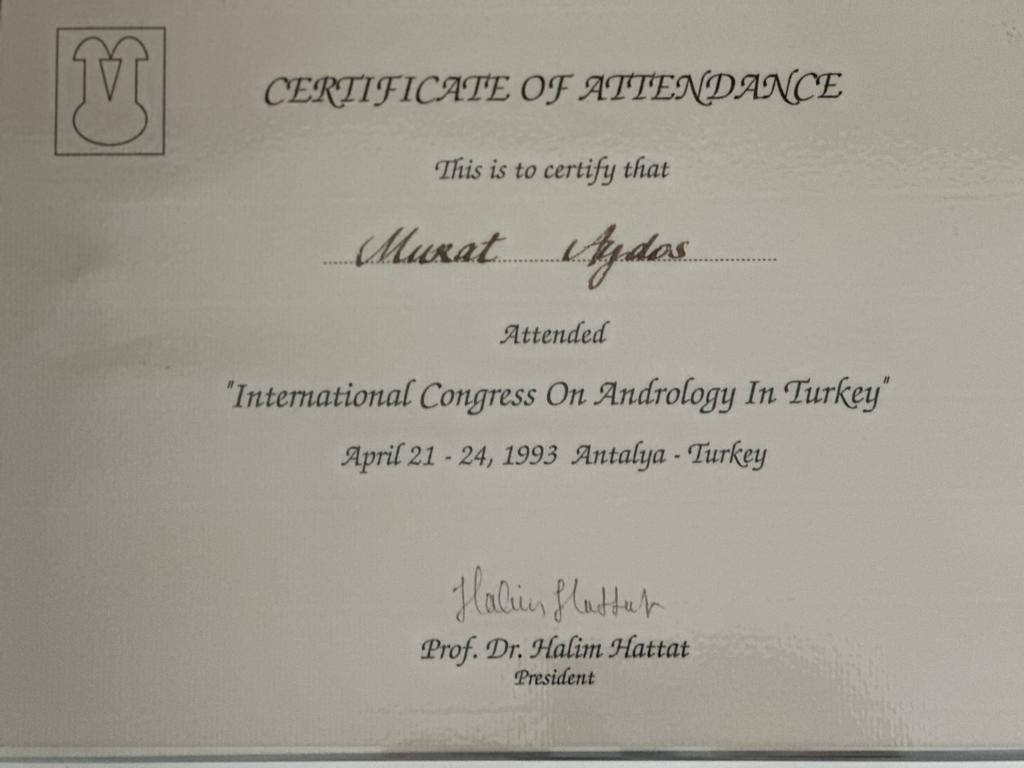 CERTIFICATE OF ATTENDANCE
This is to certify that
Murat Aydos
Attended
"International Congress On Andrology In Turkey"
April 21 - 24, 1993 Antalya - Turkey
Halim Hattat
Prof. Dr. Halim Hattat
President